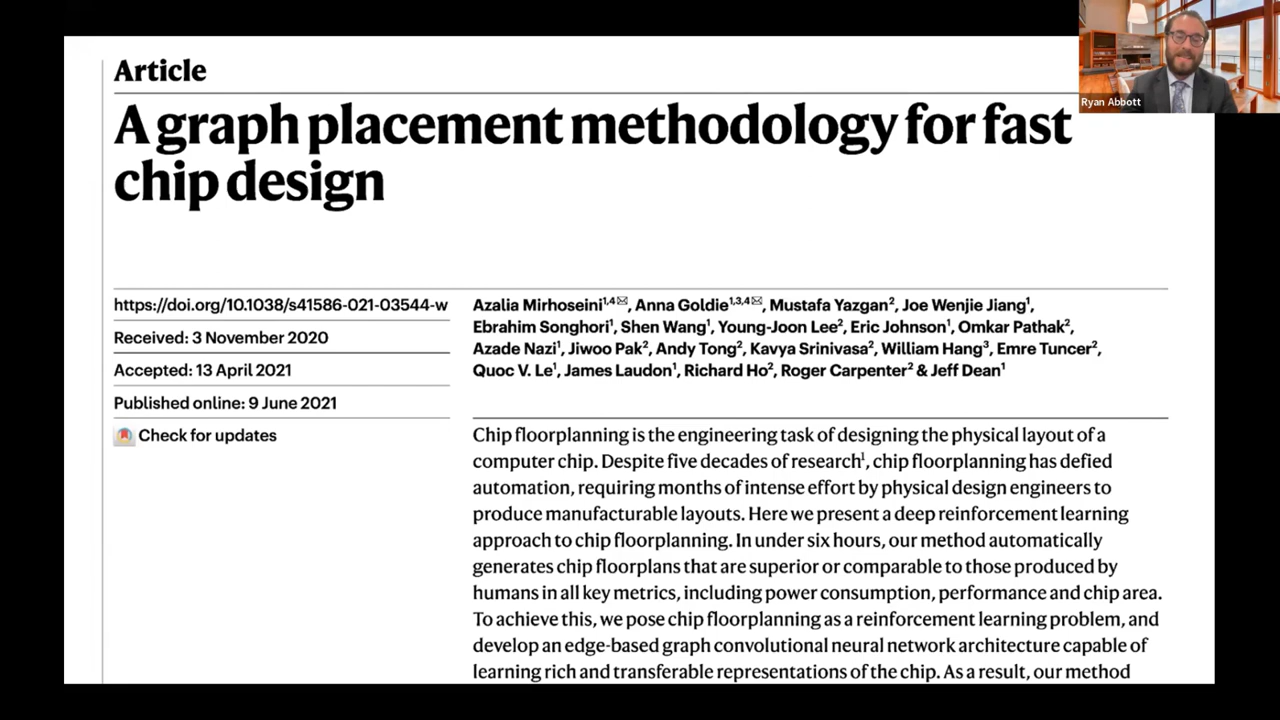 Article
A graph placement methodology for fast
chip design
Ryan Abbott
https://doi.org/10.1038/s41586-021-03544-w
Received: 3 November 2020
Accepted: 13 April 2021
Published online: 9 June 2021
Check for updates
Azalia Mirhoseini1,4✉, Anna Goldie1,3,4✉, Mustafa Yazgan2, Joe Wenjie Jiang1,
Ebrahim Songhori1, Shen Wang1, Young-Joon Lee2, Eric Johnson1, Omkar Pathak2,
Azade Nazi1, Jiwoo Pak2, Andy Tong2, Kavya Srinivasa2, William Hang3, Emre Tuncer2,
Quoc V. Le1, James Laudon1, Richard Ho2, Roger Carpenter2 & Jeff Dean1
Chip floorplanning is the engineering task of designing the physical layout of a
computer chip. Despite five decades of research1, chip floorplanning has defied
automation, requiring months of intense effort by physical design engineers to
produce manufacturable layouts. Here we present a deep reinforcement learning
approach to chip floorplanning. In under six hours, our method automatically
generates chip floorplans that are superior or comparable to those produced by
humans in all key metrics, including power consumption, performance and chip area.
To achieve this, we pose chip floorplanning as a reinforcement learning problem, and
develop an edge-based graph convolutional neural network architecture capable of
learning rich and transferable representations of the chip. As a result, our method